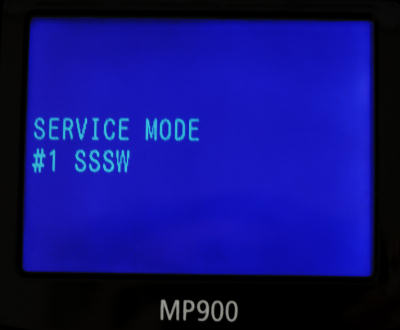 SERVICE MODE
#1 SSSW
MP900